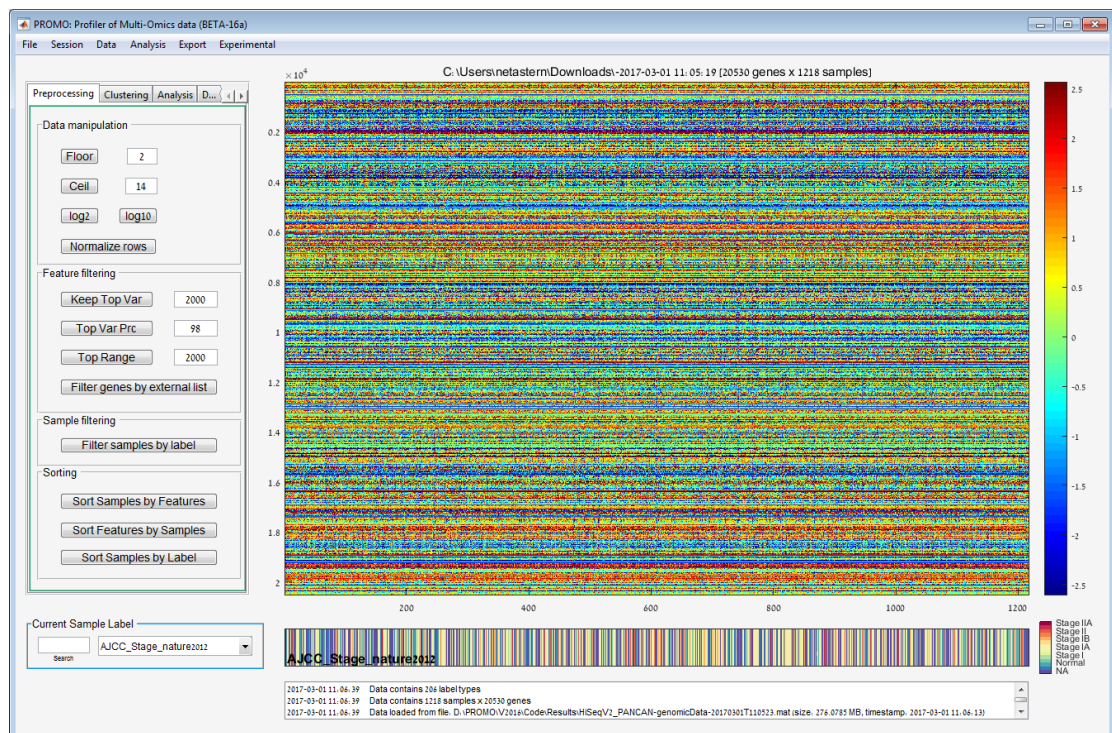 PROMO: Profiler of Multi-Omics data (BETA-16a)
File Session Data Analysis Export Experimental
Preprocessing Clustering Analysis D...
Data manipulation
Floor 2
Ceil 14
log2 log10
Normalize rows
Feature filtering
Keep Top Var 2000
Top Var Prc 98
Top Range 2000
Filter genes by external list
Sample filtering
Filter samples by label
Sorting
Sort Samples by Features
Sort Features by Samples
Sort Samples by Label
Current Sample Label
Search
AJCC_Stage_nature2012
× 10⁴
C:\Users\netastern\Downloads\-2017-03-01 11:05:19 [20530 genes x 1218 samples]
0.2
0.4
0.6
0.8
1
1.2
1.4
1.6
1.8
2
200 400 600 800 1000 1200
2.5
2
1.5
1
0.5
0
-0.5
-1
-1.5
-2
-2.5
AJCC_Stage_nature2012
Stage IIA
Stage II
Stage IB
Stage IA
Stage I
Normal
NA
2017-03-01 11:06:39 Data contains 206 label types
2017-03-01 11:06:39 Data contains 1218 samples x 20530 genes
2017-03-01 11:06:39 Data loaded from file: D:\PROMO\V2016\Code\Results\HiSeqV2_PANCAN-genomicData-20170301T110523.mat (size: 276.0785 MB, timestamp: 2017-03-01 11:06:13)